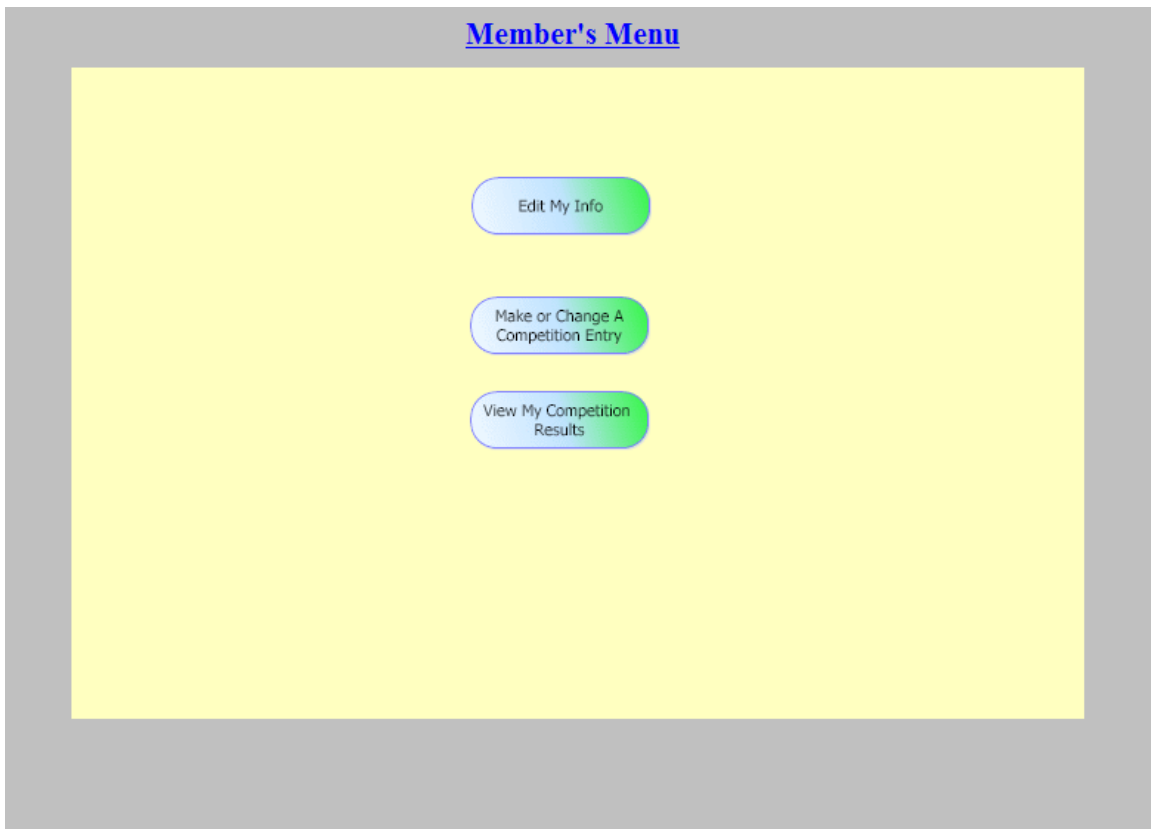 Member's Menu
Edit My Info
Make or Change A
Competition Entry
View My Competition
Results